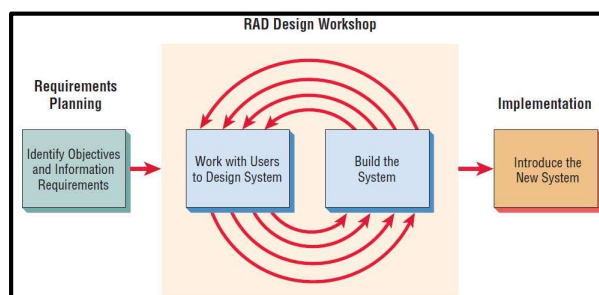 RAD Design Workshop
Requirements
Planning
Identify Objectives
and Information
Requirements
Work with Users
to Design System
Build the
System
Implementation
Introduce the
New System